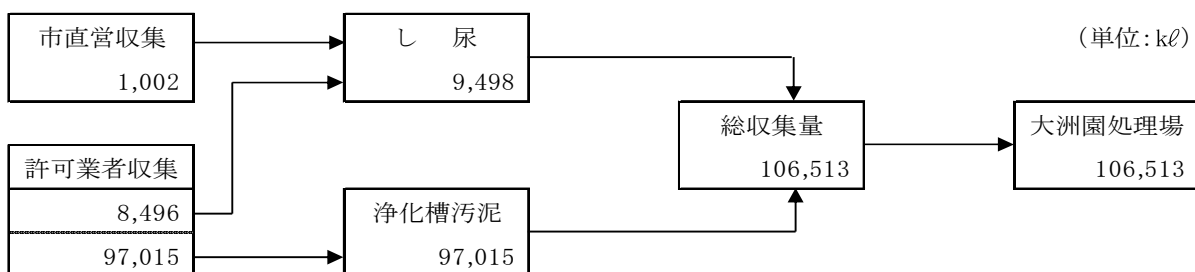 市直営収集
1,002
し 尿
9,498
(単位:kℓ)
総収集量
106,513
大洲園処理場
106,513
許可業者収集
8,496
97,015
浄化槽汚泥
97,015